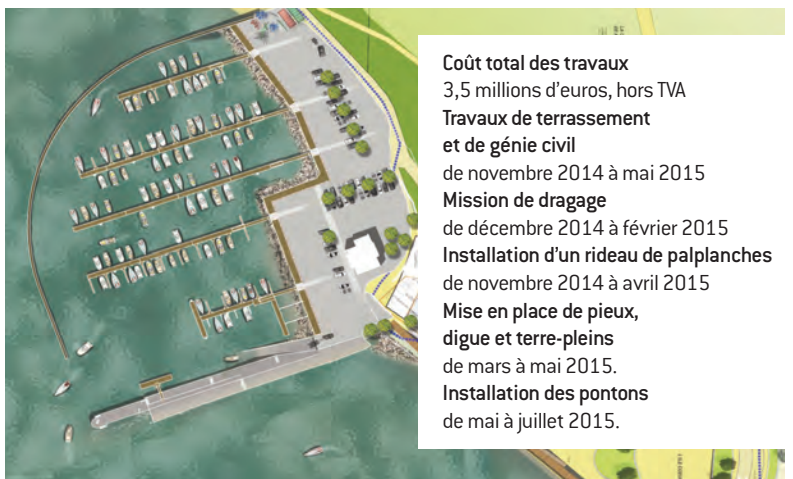 Coût total des travaux
3,5 millions d'euros, hors TVA
Travaux de terrassement
et de génie civil
de novembre 2014 à mai 2015
Mission de dragage
de décembre 2014 à février 2015
Installation d'un rideau de palplanches
de novembre 2014 à avril 2015
Mise en place de pieux,
digue et terre-pleins
de mars à mai 2015.
Installation des pontons
de mai à juillet 2015.